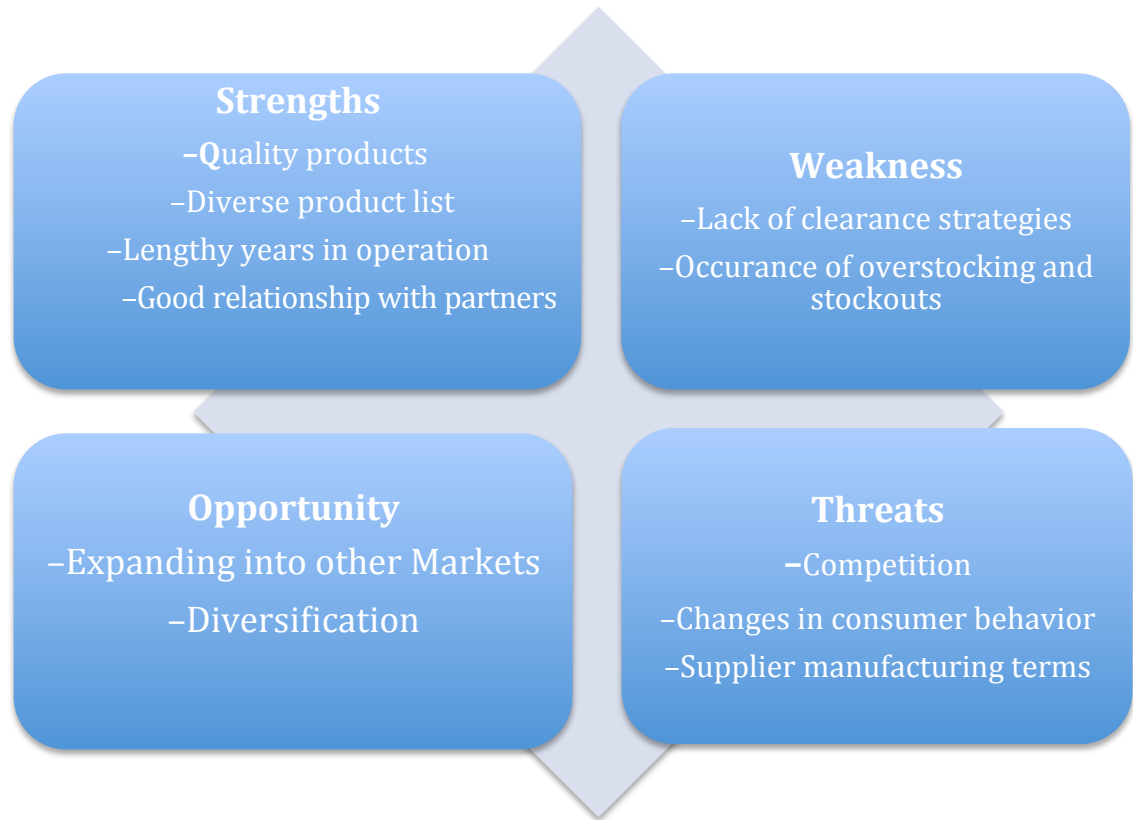 Strengths
–Quality products
–Diverse product list
–Lengthy years in operation
–Good relationship with partners
Weakness
–Lack of clearance strategies
–Occurance of overstocking and
stockouts
Opportunity
–Expanding into other Markets
–Diversification
Threats
–Competition
–Changes in consumer behavior
–Supplier manufacturing terms